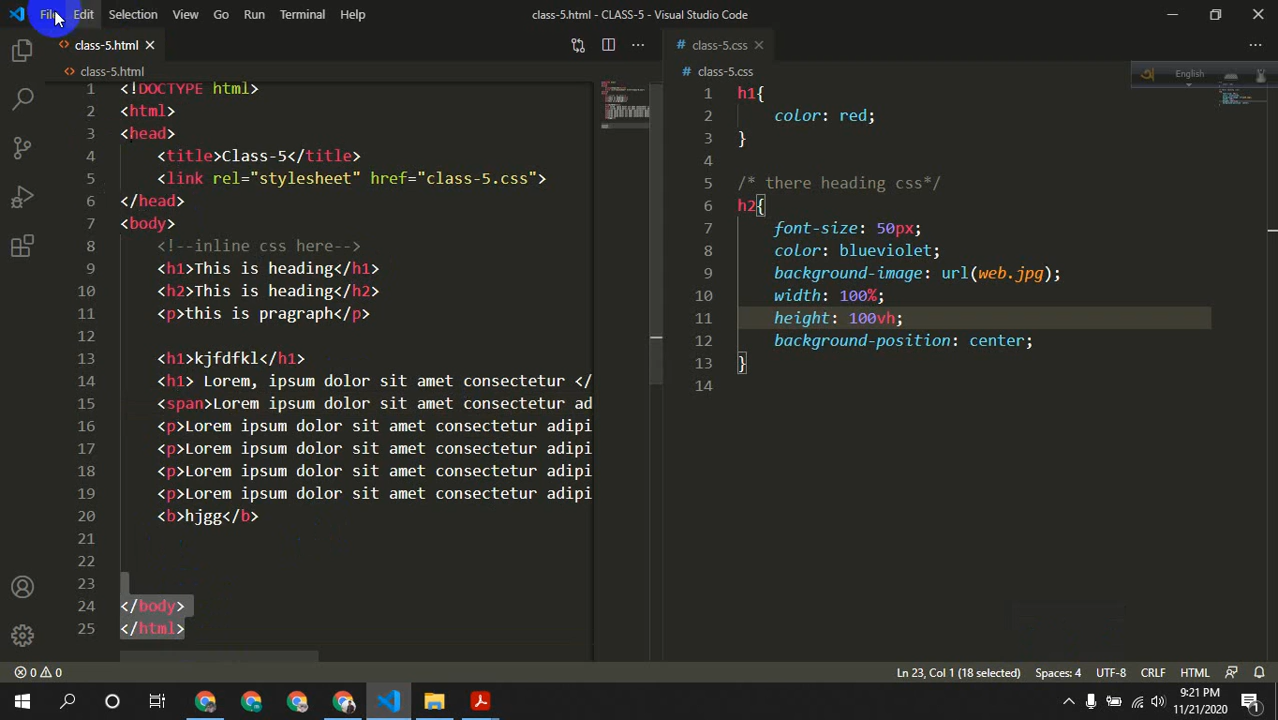 File Edit Selection View Go Run Terminal Help
class-5.html - CLASS-5 - Visual Studio Code
class-5.html
class-5.html
1 <!DOCTYPE html>
2 <html>
3 <head>
4 <title>Class-5</title>
5 <link rel="stylesheet" href="class-5.css">
6 </head>
7 <body>
8 <!--inline css here-->
9 <h1>This is heading</h1>
10 <h2>This is heading</h2>
11 <p>this is pragraph</p>
12
13 <h1>kjfdfkl</h1>
14 <h1> Lorem, ipsum dolor sit amet consectetur </
15 <span>Lorem ipsum dolor sit amet consectetur ad
16 <p>Lorem ipsum dolor sit amet consectetur adipi
17 <p>Lorem ipsum dolor sit amet consectetur adipi
18 <p>Lorem ipsum dolor sit amet consectetur adipi
19 <p>Lorem ipsum dolor sit amet consectetur adipi
20 <b>hjgg</b>
21
22
23
24 </body>
25 </html>
class-5.css
class-5.css
English
1 h1{
2 color: red;
3 }
4
5 /* there heading css*/
6 h2{
7 font-size: 50px;
8 color: blueviolet;
9 background-image: url(web.jpg);
10 width: 100%;
11 height: 100vh;
12 background-position: center;
13 }
14
0 0
Ln 23, Col 1 (18 selected) Spaces: 4 UTF-8 CRLF HTML
9:21 PM
11/21/2020
1